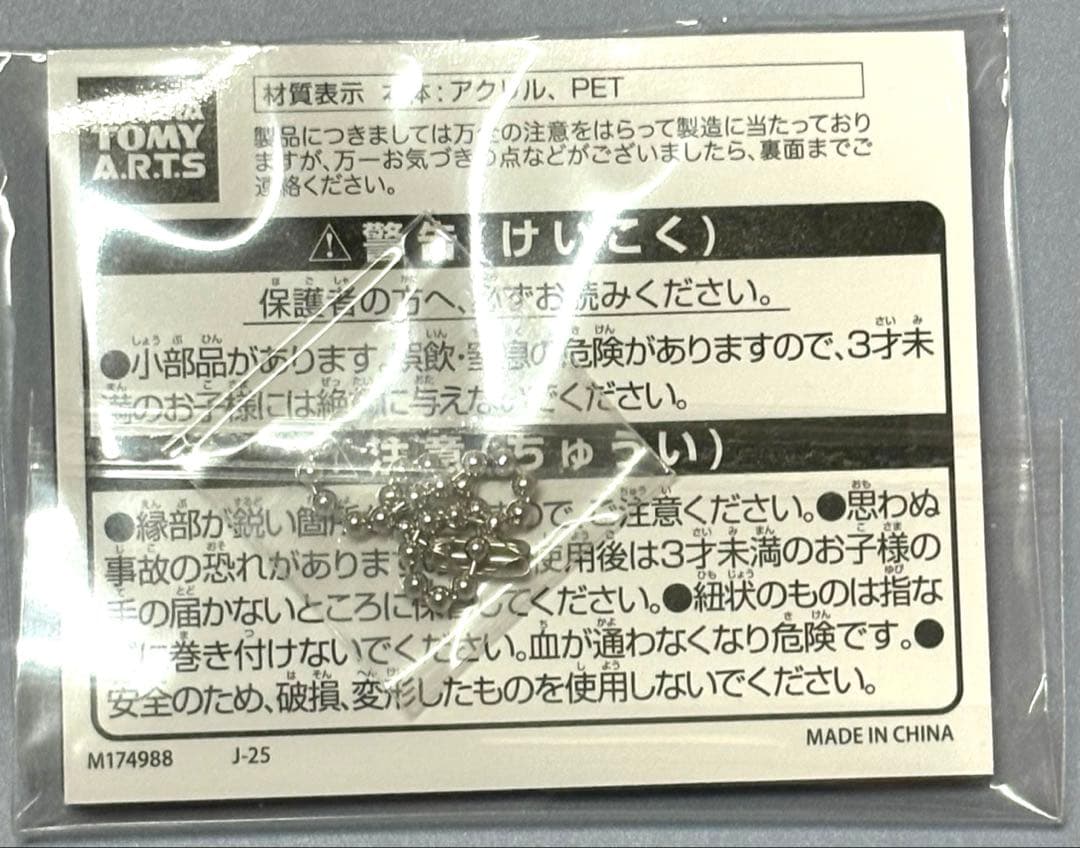 TOMY
A.R.T.S
材質表示 本体:アクリル、PET
製品につきましては万全の注意をはらって製造に当たっており
ますが、万一お気づきの点などがございましたら、裏面までご
連絡ください。
警告(けいこく)
保護者の方へ、必ずお読みください。
●小部品があります。誤飲・窒息の危険がありますので、3才未
満のお子様には絶対に与えないでください。
注意(ちゅうい)
●縁部が鋭い箇所 ますので、ご注意ください。●思わぬ
事故の恐れがあります 使用後は3才未満のお子様の
手の届かないところに保管してください。●紐状のものは指な
どに巻き付けないでください。血が通わなくなり危険です。●
安全のため、破損、変形したものを使用しないでください。
M174988 J-25 MADE IN CHINA